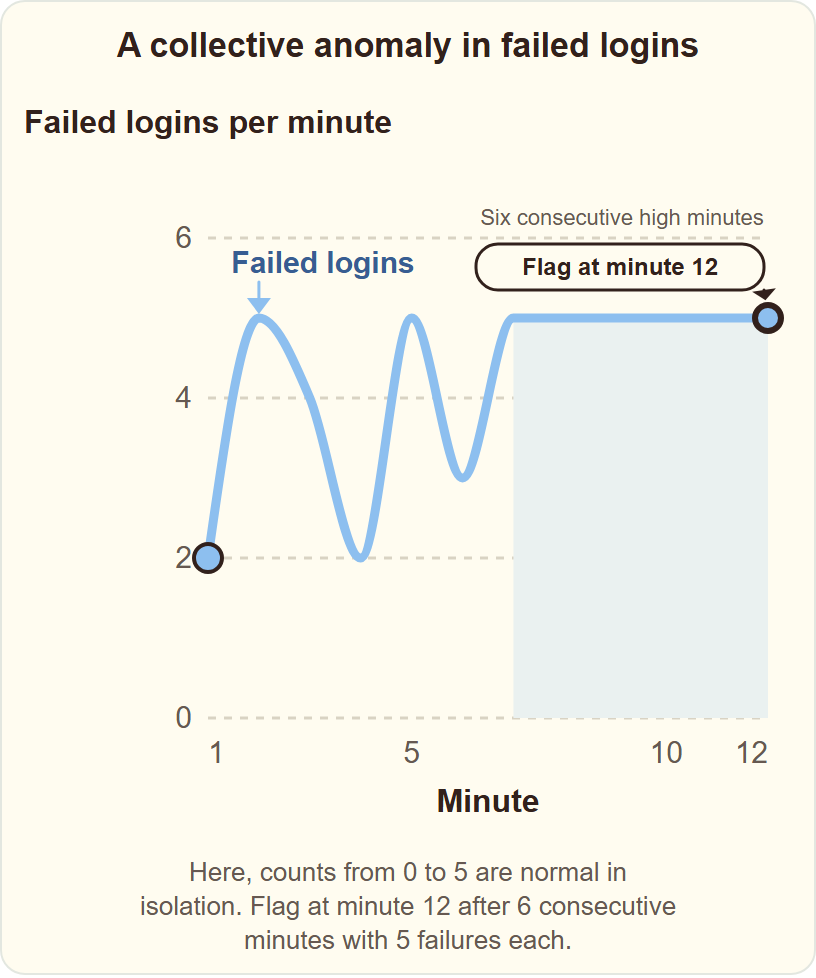 A collective anomaly in failed logins
Failed logins per minute
Six consecutive high minutes
6
Failed logins
Flag at minute 12
4
2
0
1 5 10 12
Minute
Here, counts from 0 to 5 are normal in
isolation. Flag at minute 12 after 6 consecutive
minutes with 5 failures each.